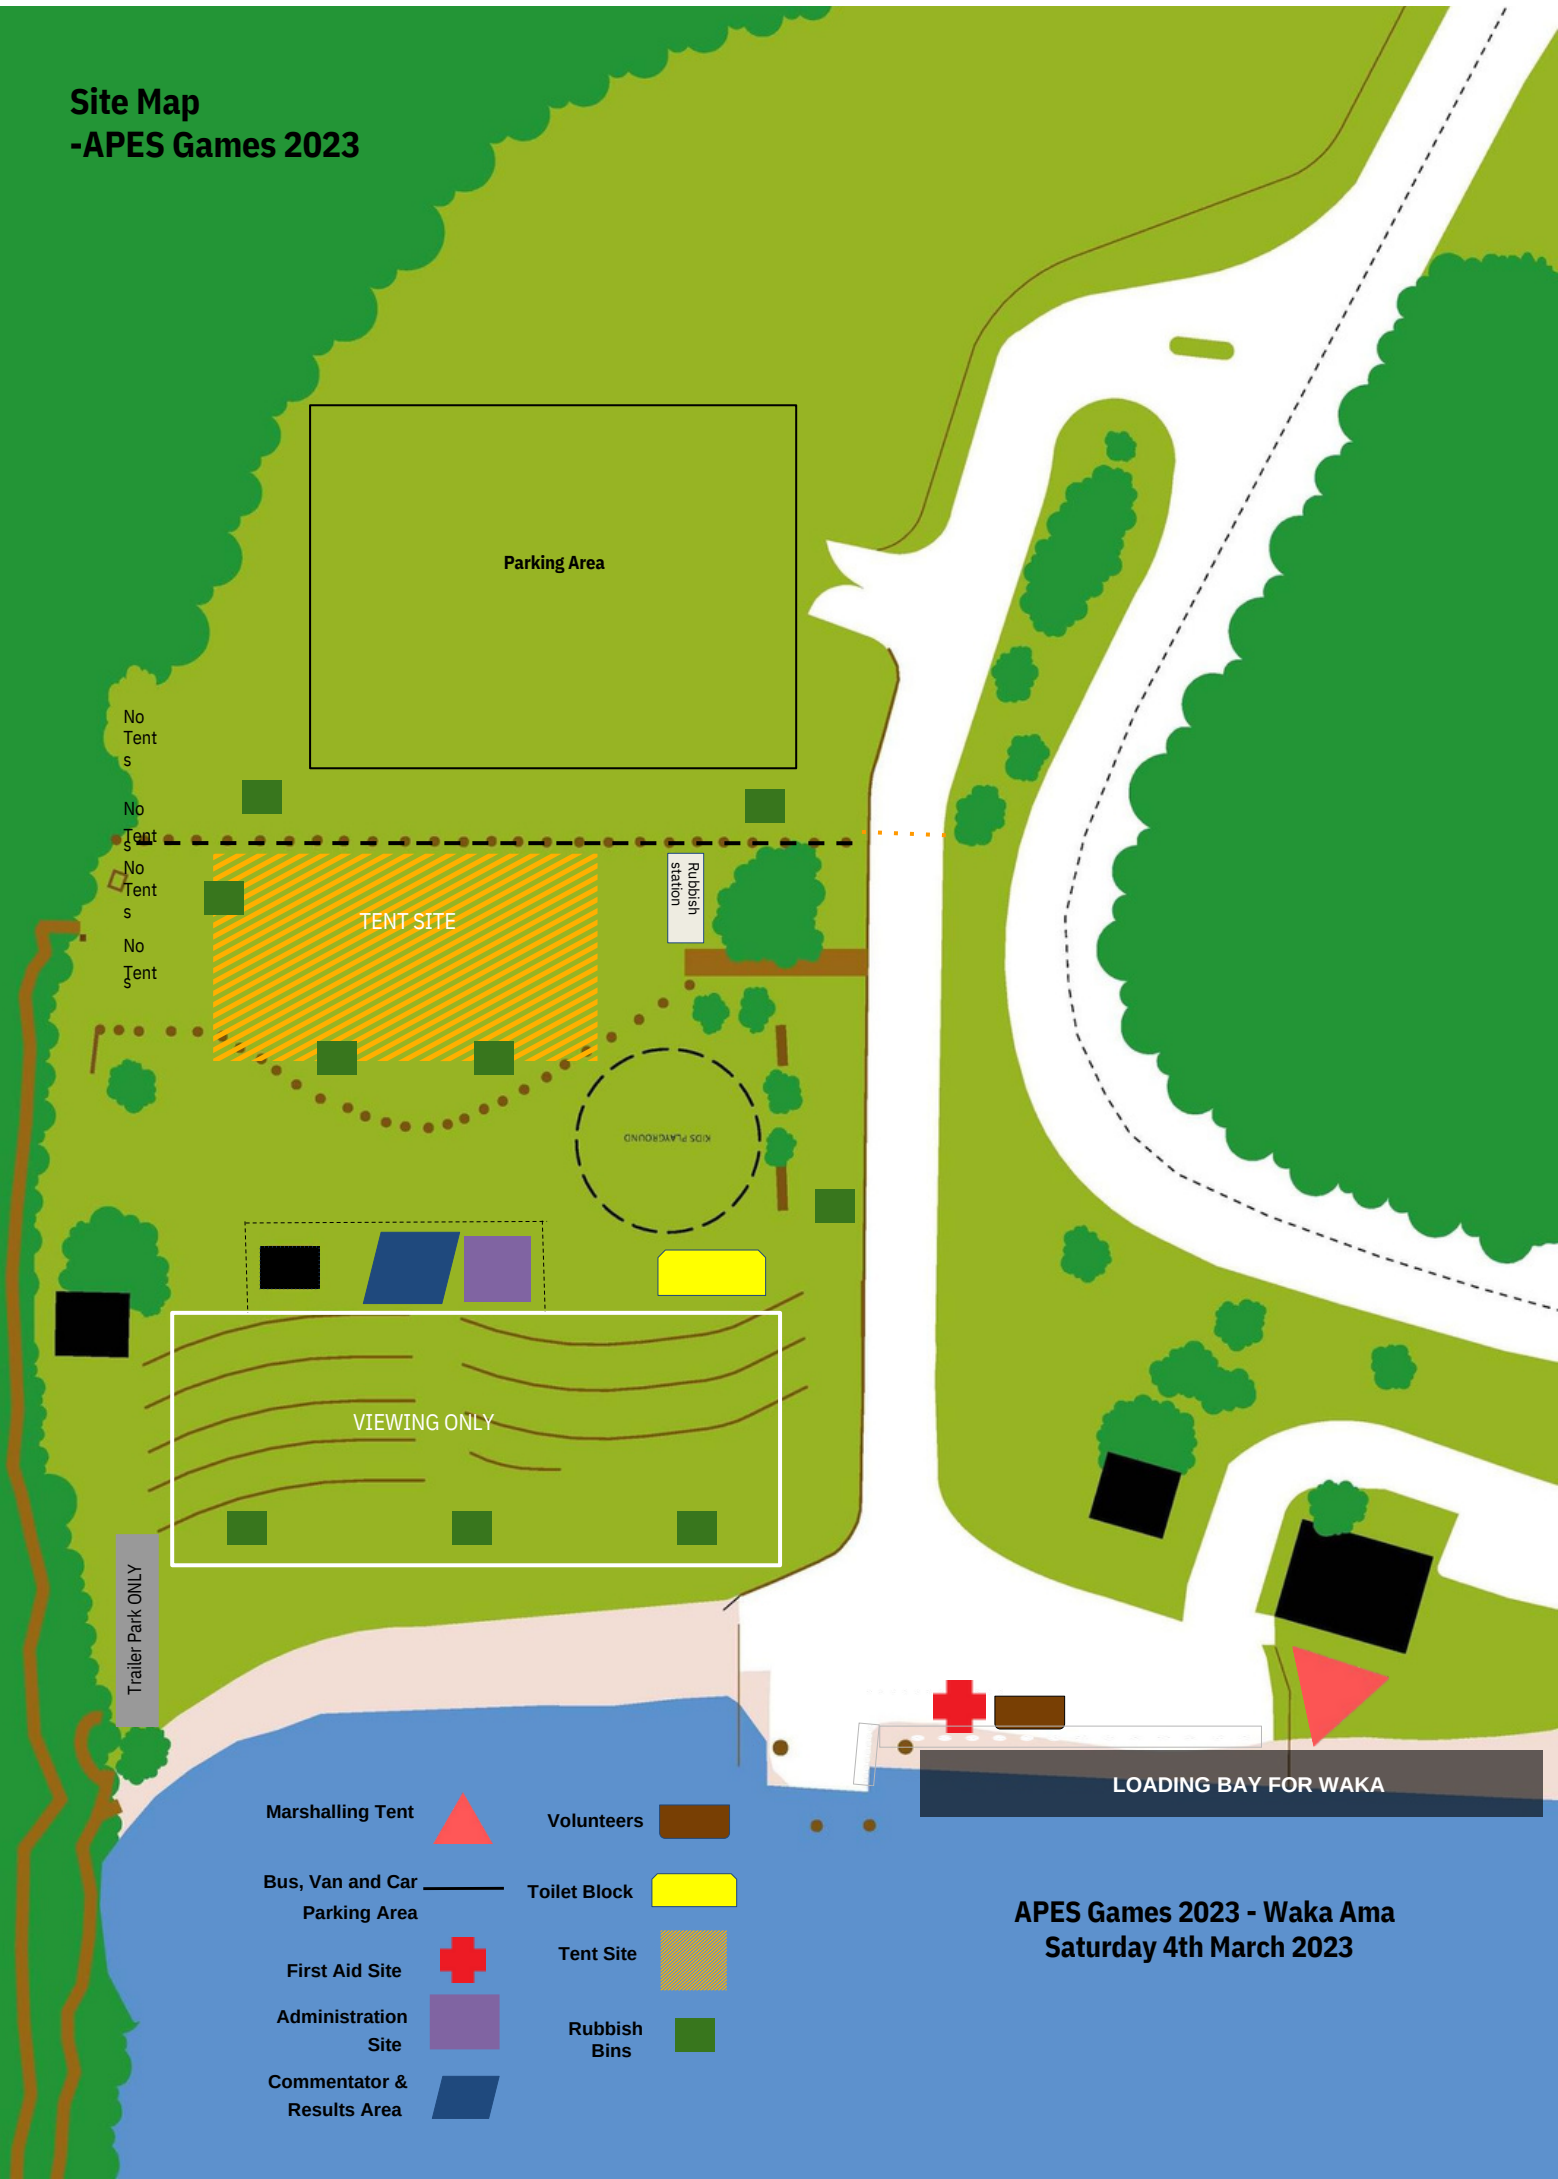 Site Map
-APES Games 2023
Parking Area
No
Tent
s
No
Tent
s
No
Tent
s
No
Tent
s
TENT SITE
Rubbish
station
KIDS PLAYGROUND
VIEWING ONLY
Trailer Park ONLY
LOADING BAY FOR WAKA
Marshalling Tent
Volunteers
Bus, Van and Car
Parking Area
Toilet Block
First Aid Site
Tent Site
Administration
Site
Rubbish
Bins
Commentator &
Results Area
APES Games 2023 - Waka Ama
Saturday 4th March 2023